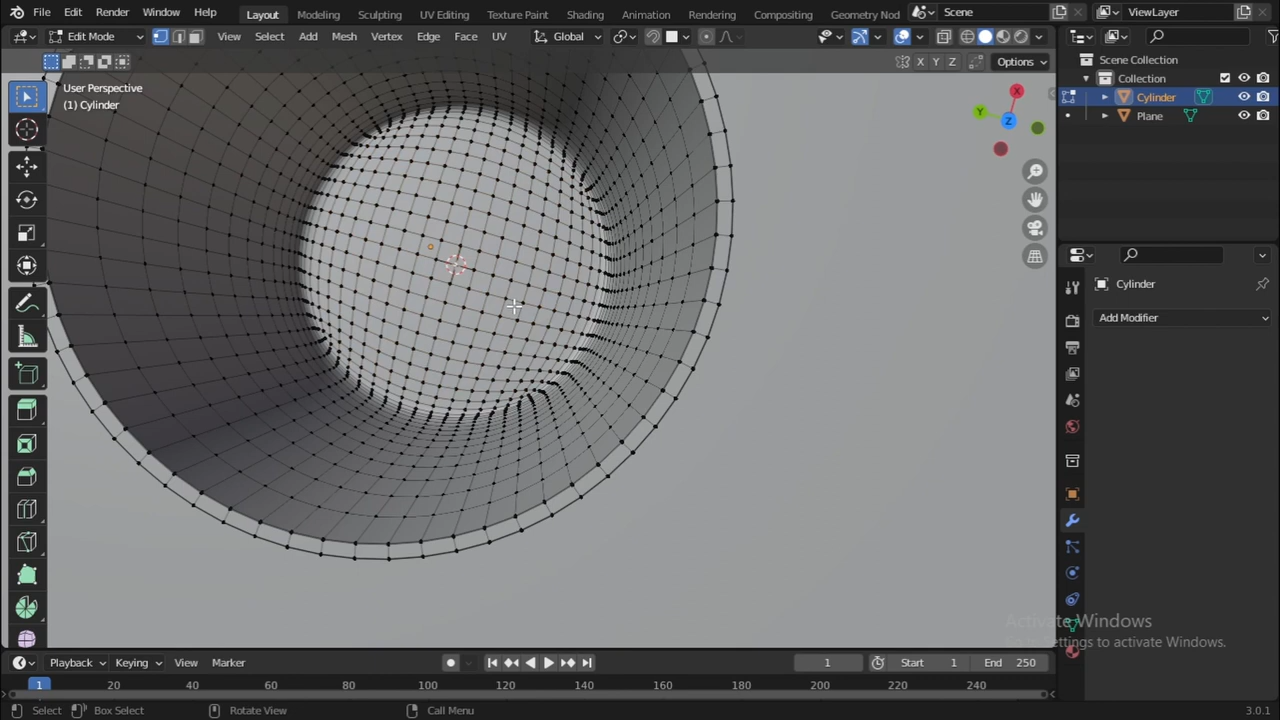 File Edit Render Window Help Layout Modeling Sculpting UV Editing Texture Paint Shading Animation Rendering Compositing Geometry Nod Scene ViewLayer
Edit Mode View Select Add Mesh Vertex Edge Face UV Global
X Y Z Options
User Perspective
(1) Cylinder
X
Y
Z
Scene Collection
Collection
Cylinder
Plane
Cylinder
Add Modifier
Activate Windows
Go to Settings to activate Windows.
Playback Keying View Marker 1 Start 1 End 250
1 20 40 60 80 100 120 140 160 180 200 220 240
Select Box Select Rotate View Call Menu 3.0.1